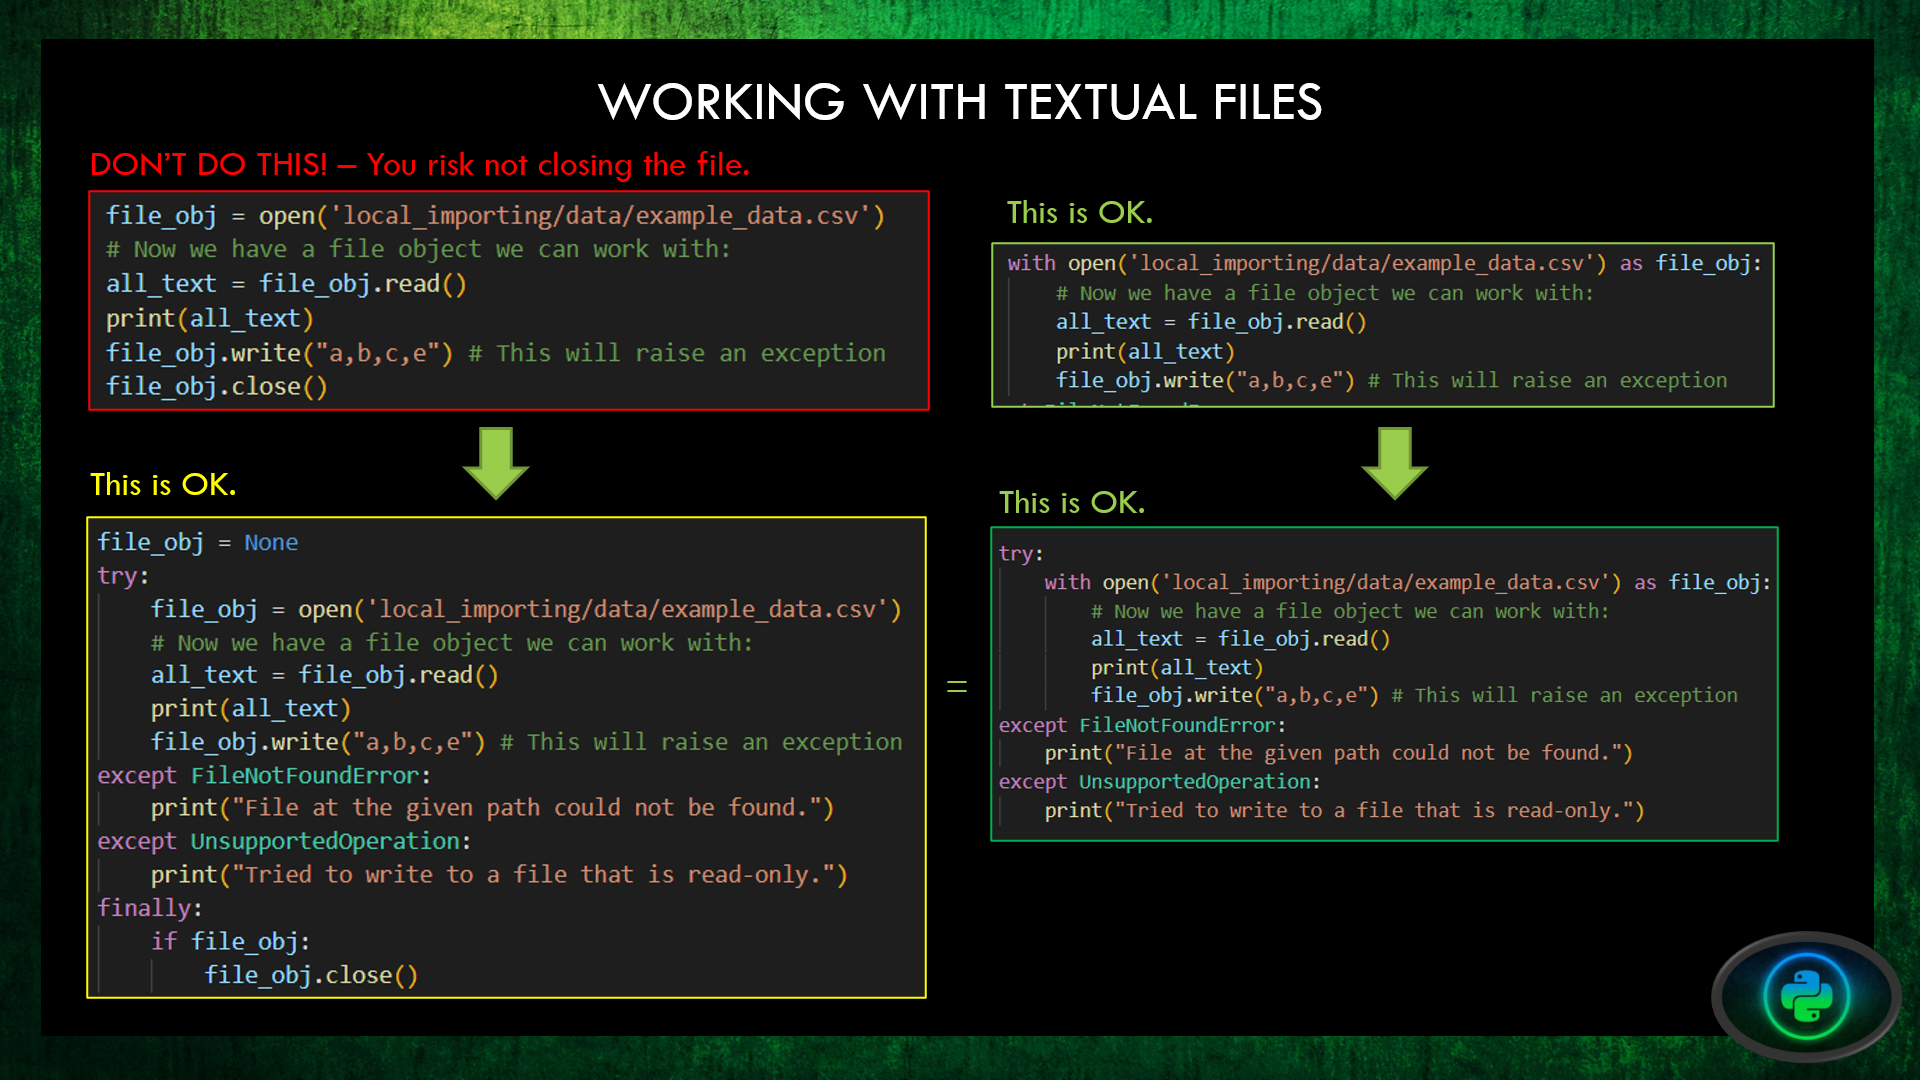 WORKING WITH TEXTUAL FILES
DON'T DO THIS! – You risk not closing the file.
file_obj = open('local_importing/data/example_data.csv')
# Now we have a file object we can work with:
all_text = file_obj.read()
print(all_text)
file_obj.write("a,b,c,e") # This will raise an exception
file_obj.close()
This is OK.
file_obj = None
try:
    file_obj = open('local_importing/data/example_data.csv')
    # Now we have a file object we can work with:
    all_text = file_obj.read()
    print(all_text)
    file_obj.write("a,b,c,e") # This will raise an exception
except FileNotFoundError:
    print("File at the given path could not be found.")
except UnsupportedOperation:
    print("Tried to write to a file that is read-only.")
finally:
    if file_obj:
        file_obj.close()
=
This is OK.
with open('local_importing/data/example_data.csv') as file_obj:
    # Now we have a file object we can work with:
    all_text = file_obj.read()
    print(all_text)
    file_obj.write("a,b,c,e") # This will raise an exception
This is OK.
try:
    with open('local_importing/data/example_data.csv') as file_obj:
        # Now we have a file object we can work with:
        all_text = file_obj.read()
        print(all_text)
        file_obj.write("a,b,c,e") # This will raise an exception
except FileNotFoundError:
    print("File at the given path could not be found.")
except UnsupportedOperation:
    print("Tried to write to a file that is read-only.")